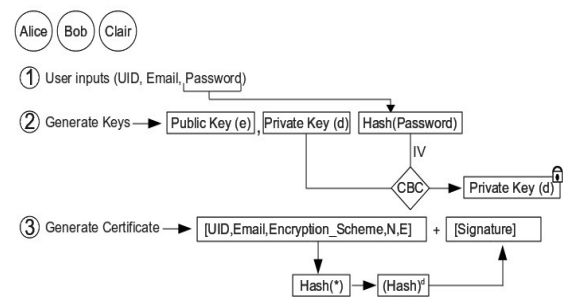 Alice Bob Clair
1 User inputs (UID, Email, Password)
2 Generate Keys Public Key (e) , Private Key (d) Hash(Password)
IV
CBC Private Key (d)
3 Generate Certificate [UID,Email,Encryption_Scheme,N,E] + [Signature]
Hash(*) (Hash)ᵈ